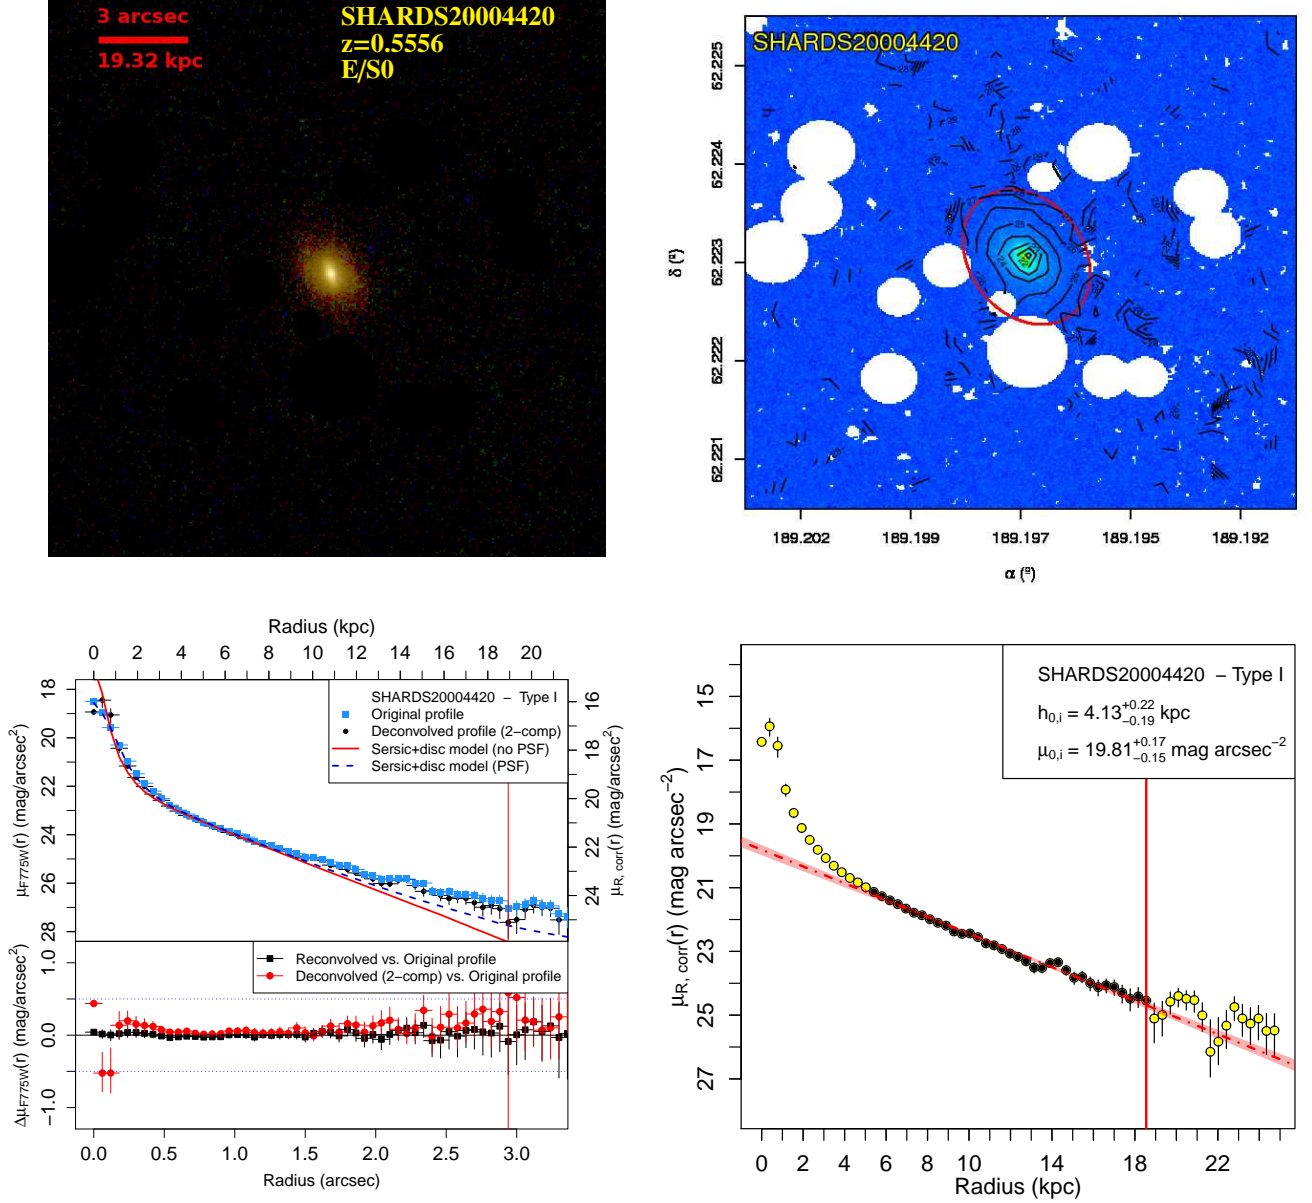 3 arcsec
19.32 kpc
SHARDS20004420
z=0.5556
E/S0
SHARDS20004420
62.225
62.224
62.223
62.222
62.221
δ (º)
189.202 189.199 189.197 189.195 189.192
α (º)
Radius (kpc)
0 2 4 6 8 10 12 14 16 18 20
SHARDS20004420 – Type I
Original profile
Deconvolved profile (2−comp)
Sersic+disc model (no PSF)
Sersic+disc model (PSF)
18
20
22
24
26
28
μF775W(r) (mag/arcsec²)
16
18
20
22
24
μR, corr(r) (mag/arcsec²)
Reconvolved vs. Original profile
Deconvolved (2−comp) vs. Original profile
1.0
0.0
−1.0
ΔμF775W(r) (mag/arcsec²)
0.0 0.5 1.0 1.5 2.0 2.5 3.0
Radius (arcsec)
SHARDS20004420 – Type I
h0,i = 4.13 +0.22 −0.19 kpc
μ0,i = 19.81 +0.17 −0.15 mag arcsec−2
15
17
19
21
23
25
27
μR, corr(r) (mag arcsec−2)
0 2 4 6 8 10 12 14 16 18 20 22
Radius (kpc)